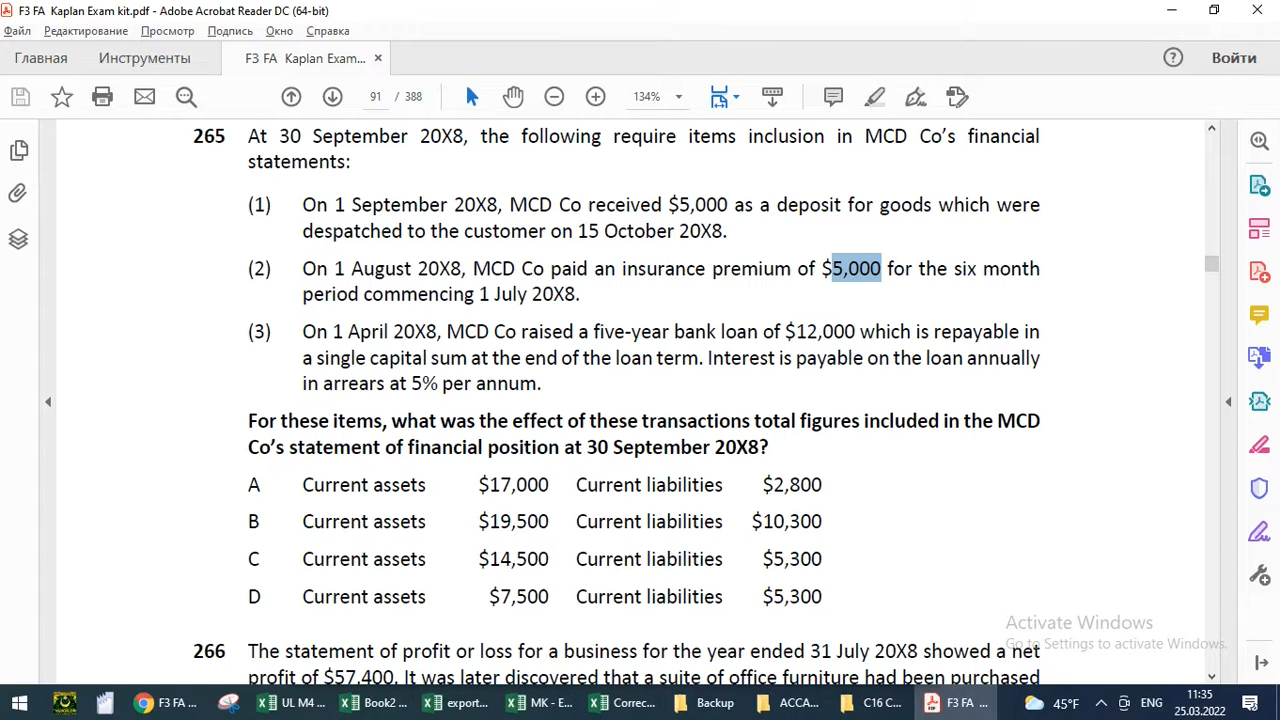 F3 FA Kaplan Exam kit.pdf - Adobe Acrobat Reader DC (64-bit)
Файл Редактирование Просмотр Подпись Окно Справка
Главная Инструменты F3 FA Kaplan Exam... × Войти
91 / 388 134%
265 At 30 September 20X8, the following require items inclusion in MCD Co's financial
statements:
(1) On 1 September 20X8, MCD Co received $5,000 as a deposit for goods which were
despatched to the customer on 15 October 20X8.
(2) On 1 August 20X8, MCD Co paid an insurance premium of $5,000 for the six month
period commencing 1 July 20X8.
(3) On 1 April 20X8, MCD Co raised a five-year bank loan of $12,000 which is repayable in
a single capital sum at the end of the loan term. Interest is payable on the loan annually
in arrears at 5% per annum.
For these items, what was the effect of these transactions total figures included in the MCD
Co's statement of financial position at 30 September 20X8?
A Current assets $17,000 Current liabilities $2,800
B Current assets $19,500 Current liabilities $10,300
C Current assets $14,500 Current liabilities $5,300
D Current assets $7,500 Current liabilities $5,300
Activate Windows
Go to Settings to activate Windows.
266 The statement of profit or loss for a business for the year ended 31 July 20X8 showed a net
profit of $57,400. It was later discovered that a suite of office furniture had been purchased
F3 FA ... UL M4 ... Book2 ... export... MK - E... Correc... Backup ACCA... C16 C... F3 FA ... 45°F ENG 11:35
25.03.2022